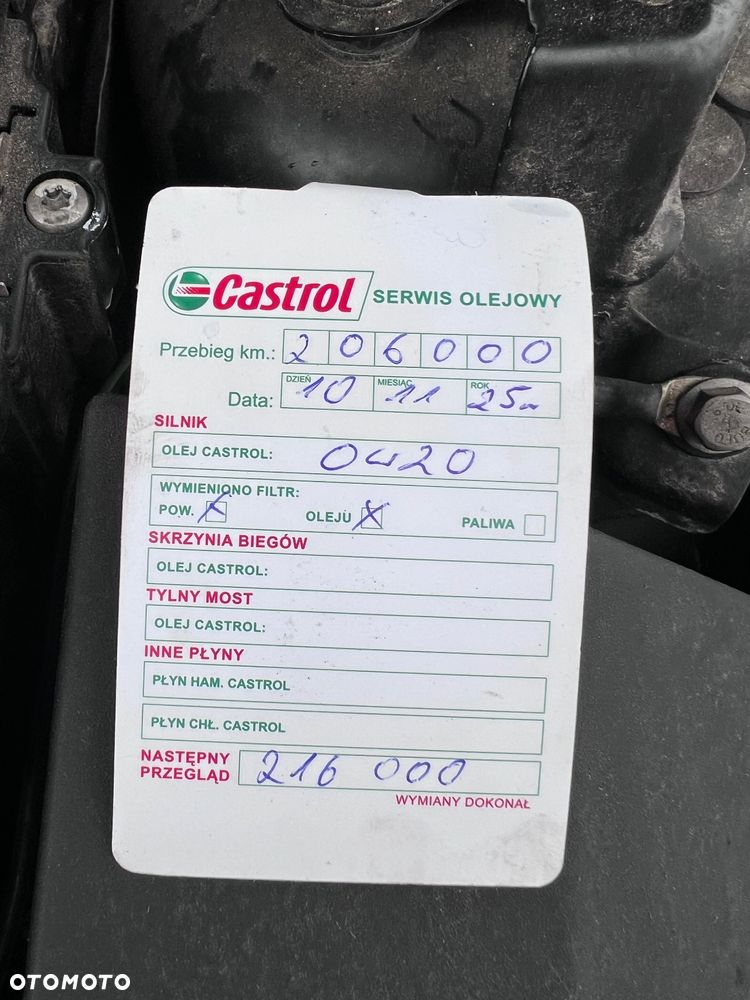 Castrol SERWIS OLEJOWY
Przebieg km.: 206000
DZIEŃ MIESIĄC ROK
Data: 10 11 25r
SILNIK
OLEJ CASTROL: 0w20
WYMIENIONO FILTR:
POW. X OLEJU X PALIWA
SKRZYNIA BIEGÓW
OLEJ CASTROL:
TYLNY MOST
OLEJ CASTROL:
INNE PŁYNY
PŁYN HAM. CASTROL
PŁYN CHŁ. CASTROL
NASTĘPNY
PRZEGLĄD 216 000
WYMIANY DOKONAŁ
OTOMOTO